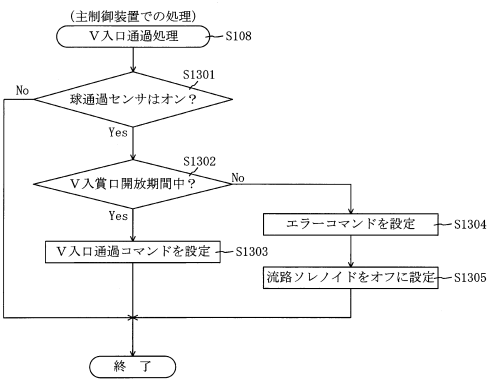 (主制御装置での処理)
V入口通過処理
S108
球通過センサはオン？
S1301
No
Yes
V入賞口開放期間中？
S1302
No
Yes
V入口通過コマンドを設定
S1303
エラーコマンドを設定
S1304
流路ソレノイドをオフに設定
S1305
終 了